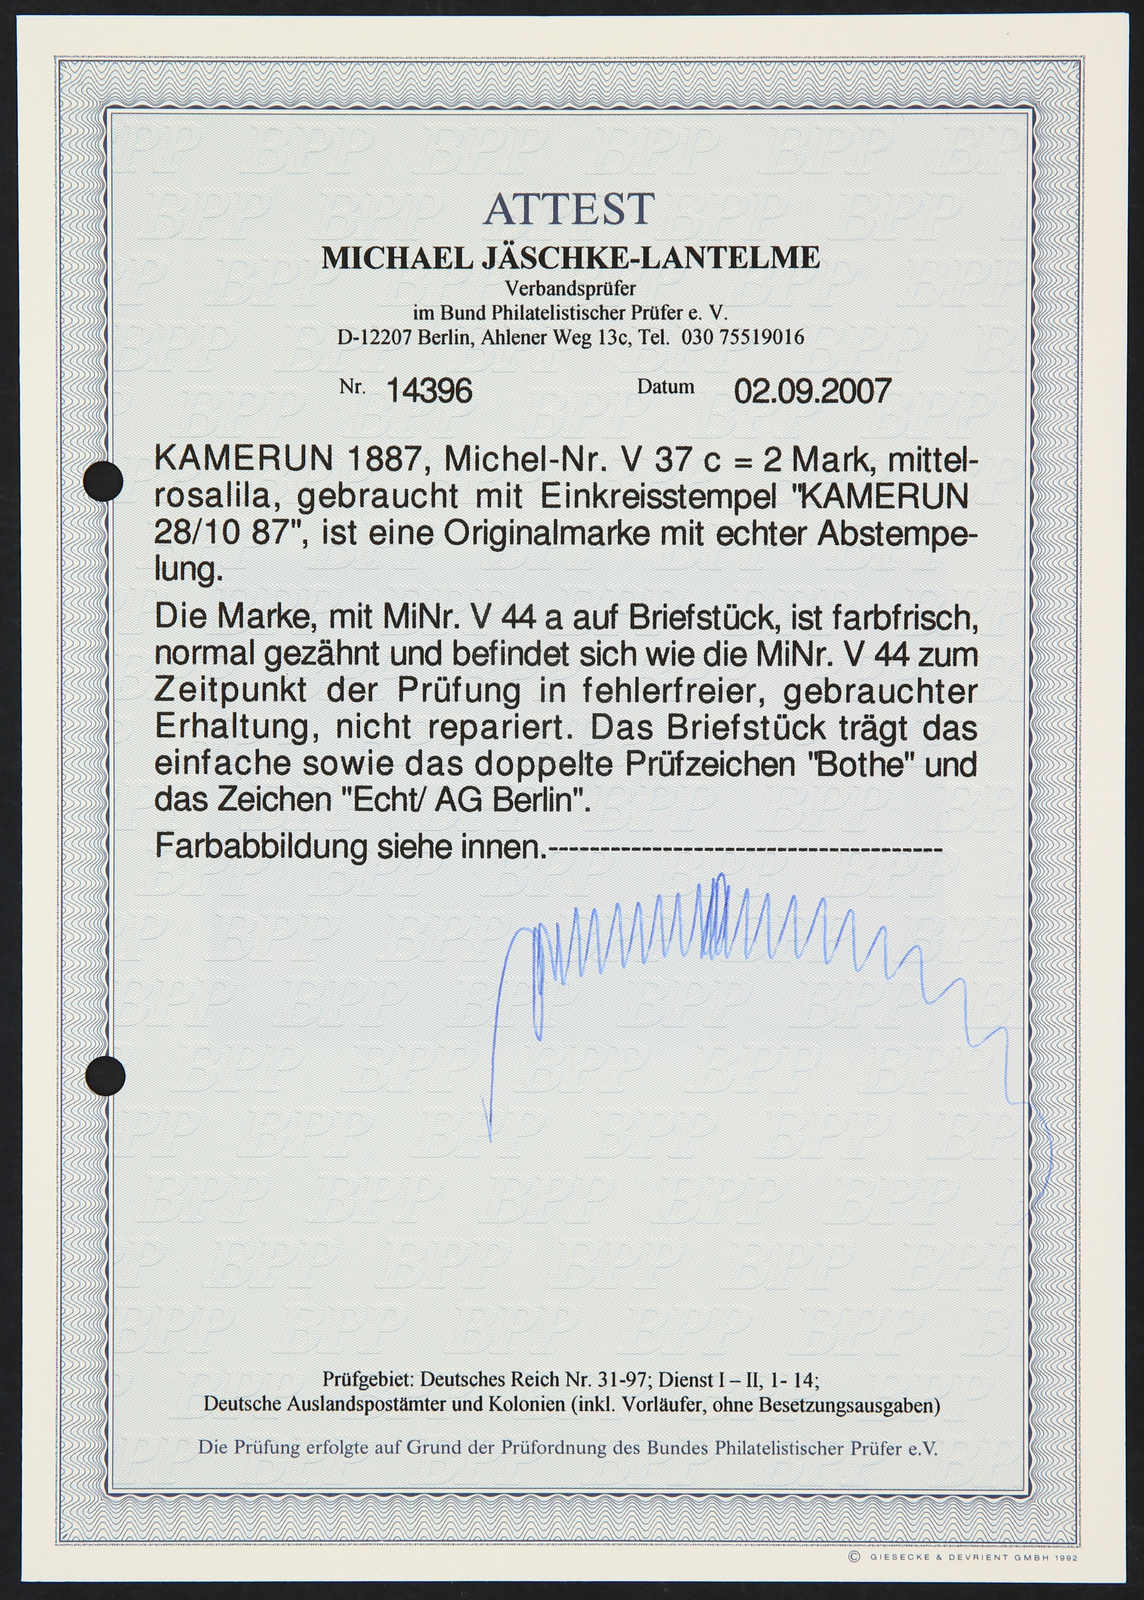 ATTEST
MICHAEL JÄSCHKE-LANTELME
Verbandsprüfer
im Bund Philatelistischer Prüfer e. V.
D-12207 Berlin, Ahlener Weg 13c, Tel. 030 75519016
Nr. 14396 Datum 02.09.2007
KAMERUN 1887, Michel-Nr. V 37 c = 2 Mark, mittel-
rosalila, gebraucht mit Einkreisstempel "KAMERUN
28/10 87", ist eine Originalmarke mit echter Abstempe-
lung.
Die Marke, mit MiNr. V 44 a auf Briefstück, ist farbfrisch,
normal gezähnt und befindet sich wie die MiNr. V 44 zum
Zeitpunkt der Prüfung in fehlerfreier, gebrauchter
Erhaltung, nicht repariert. Das Briefstück trägt das
einfache sowie das doppelte Prüfzeichen "Bothe" und
das Zeichen "Echt/ AG Berlin".
Farbabbildung siehe innen.--------------------------------------
Prüfgebiet: Deutsches Reich Nr. 31-97; Dienst I – II, 1- 14;
Deutsche Auslandspostämter und Kolonien (inkl. Vorläufer, ohne Besetzungsausgaben)
Die Prüfung erfolgte auf Grund der Prüfordnung des Bundes Philatelistischer Prüfer e.V.
© GIESECKE & DEVRIENT GMBH 1992